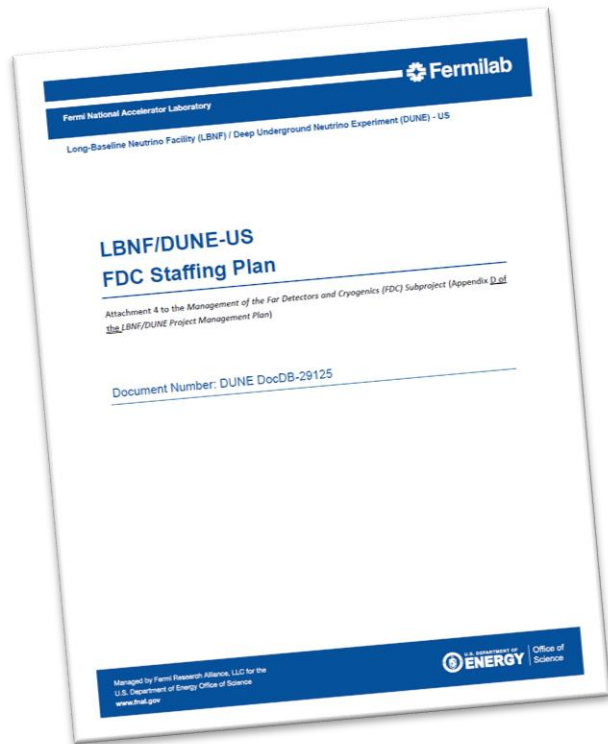 Fermilab
Fermi National Accelerator Laboratory
Long-Baseline Neutrino Facility (LBNF) / Deep Underground Neutrino Experiment (DUNE) - US
LBNF/DUNE-US
FDC Staffing Plan
Attachment 4 to the Management of the Far Detectors and Cryogenics (FDC) Subproject (Appendix D of
the LBNF/DUNE Project Management Plan)
Document Number: DUNE DocDB-29125
Managed by Fermi Research Alliance, LLC for the
U.S. Department of Energy Office of Science
www.fnal.gov
U.S. DEPARTMENT OF
ENERGY
Office of
Science